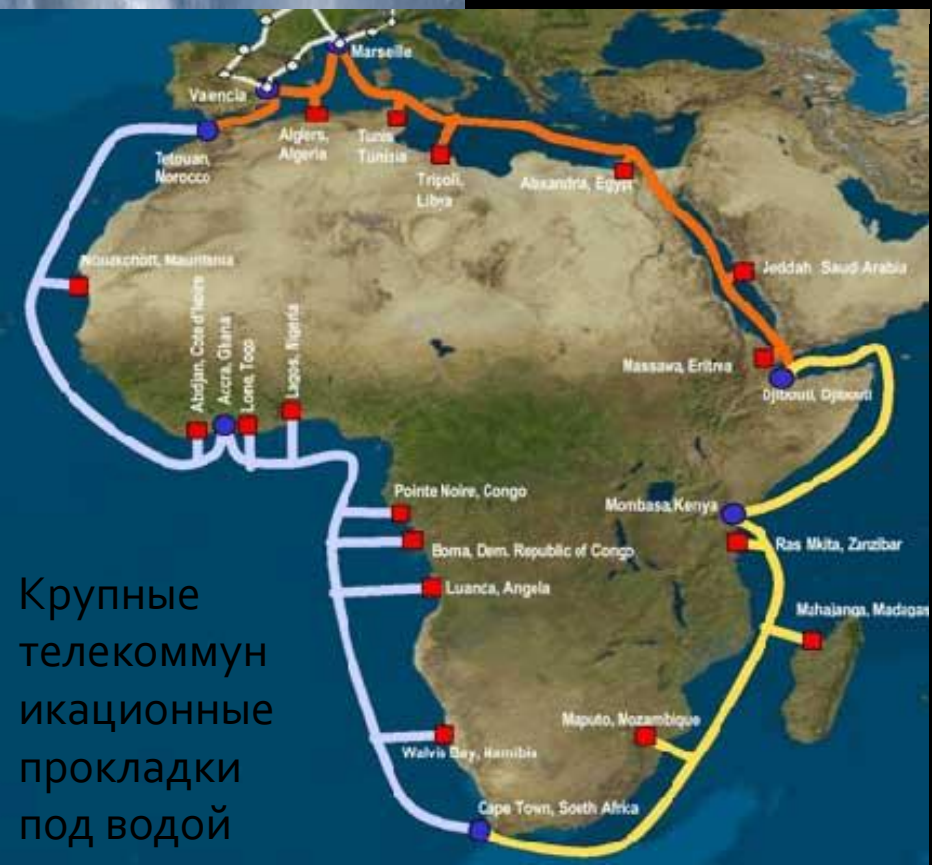 Marseille
Vaencia
Algiers,
Algeria
Tunis
Tunisia
Tetouan,
Morocco
Tripoli,
Libya
Alexandria, Egypt
Nouakchott, Mauritania
Jeddah Saudi Arabia
Abidjan, Cote d'Ivoire
Accra, Ghana
Lone, Togo
Lagos, Nigeria
Massawa, Eritrea
Djibouti, Djibouti
Pointe Noire, Congo
Mombasa, Kenya
Boma, Dem. Republic of Congo
Ras Mkita, Zanzibar
Luanca, Angela
Mahajanga, Madagas
Maputo, Mozambique
Walvis Bay, Namibia
Cape Town, South Africa
Крупные
телекоммун
икационные
прокладки
под водой